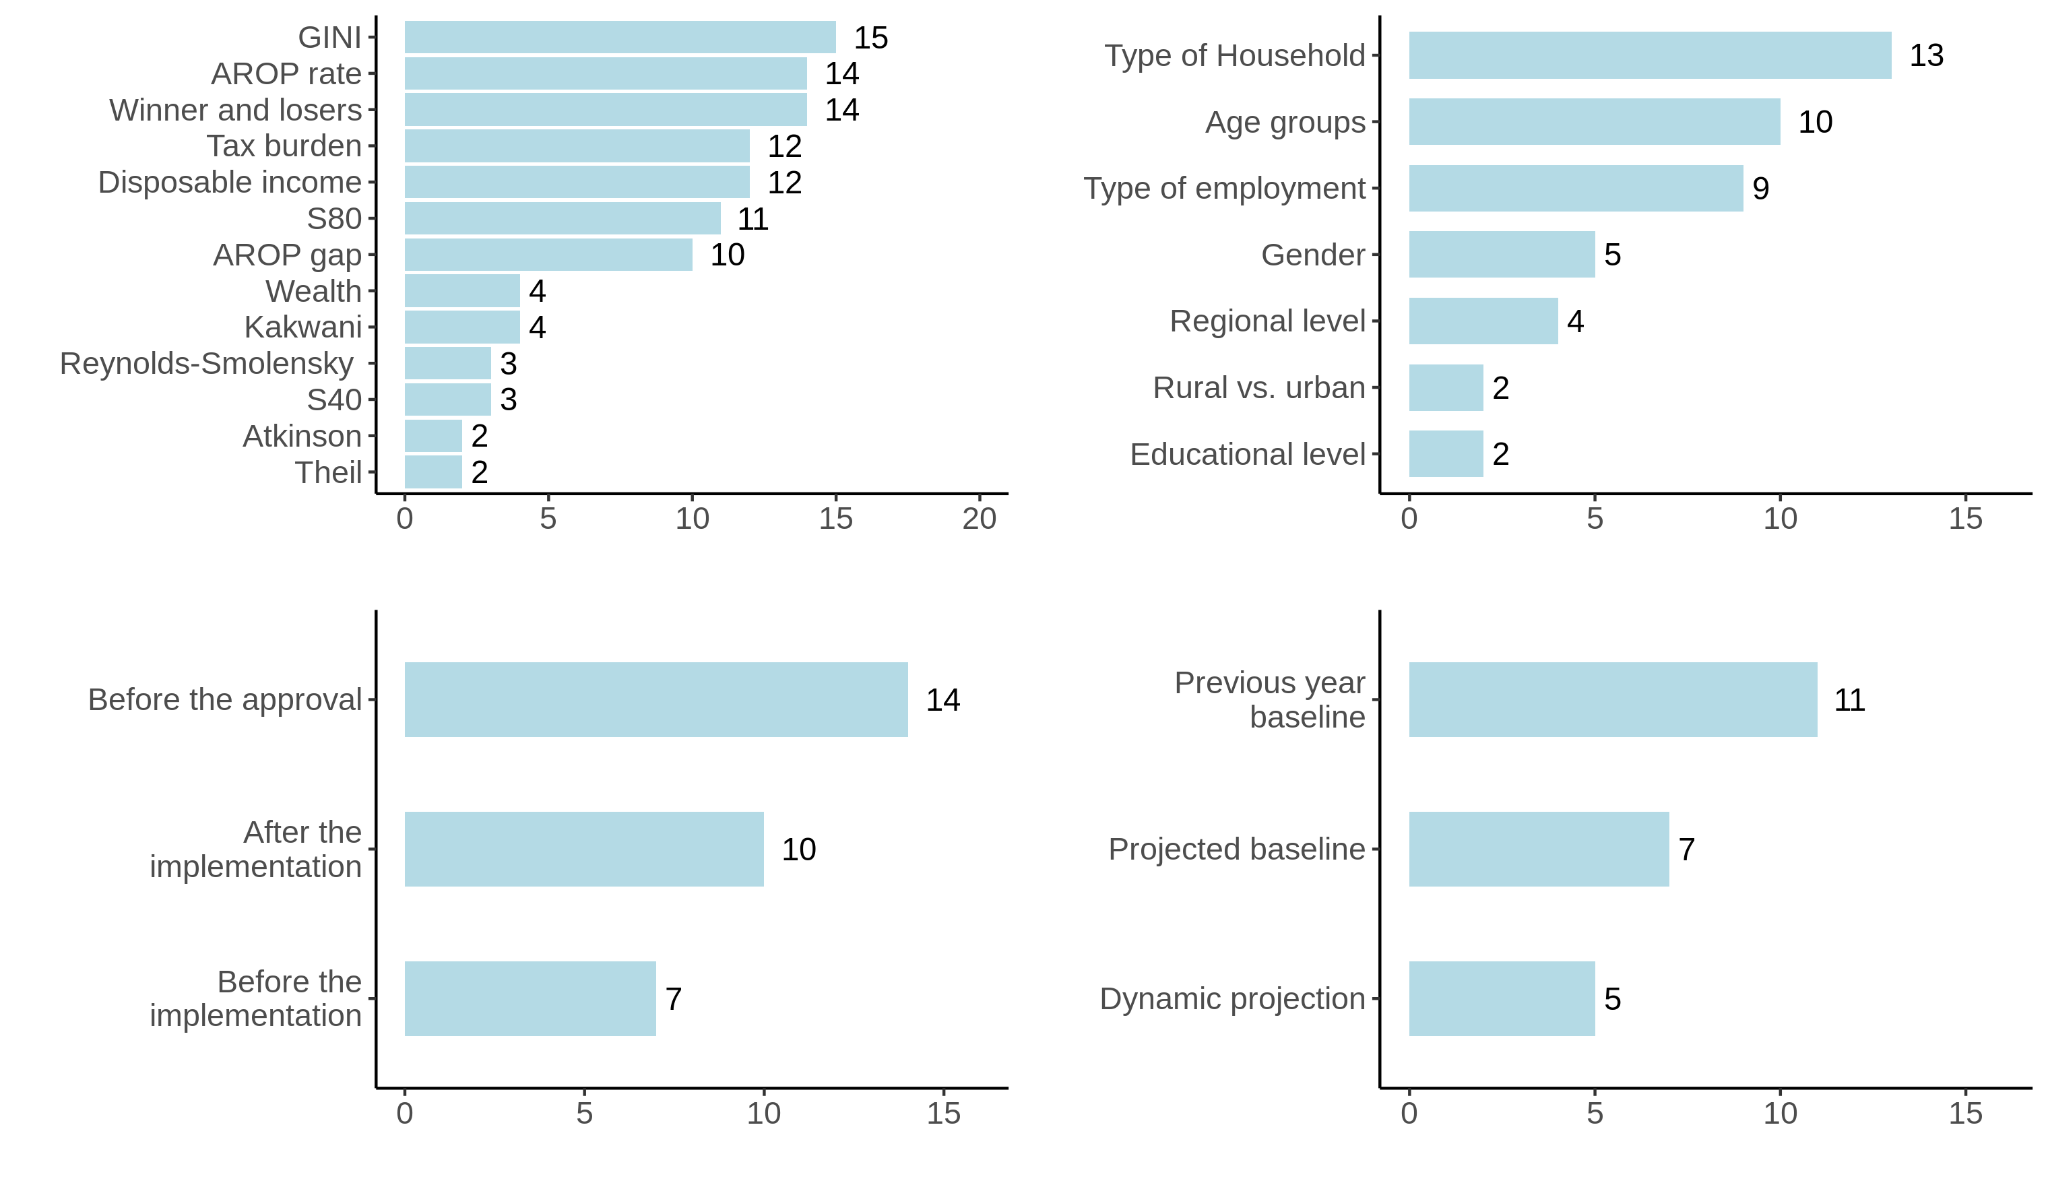 GINI 15
AROP rate 14
Winner and losers 14
Tax burden 12
Disposable income 12
S80 11
AROP gap 10
Wealth 4
Kakwani 4
Reynolds-Smolensky 3
S40 3
Atkinson 2
Theil 2
0 5 10 15 20
Type of Household 13
Age groups 10
Type of employment 9
Gender 5
Regional level 4
Rural vs. urban 2
Educational level 2
0 5 10 15
Before the approval 14
After the
implementation 10
Before the
implementation 7
0 5 10 15
Previous year
baseline 11
Projected baseline 7
Dynamic projection 5
0 5 10 15